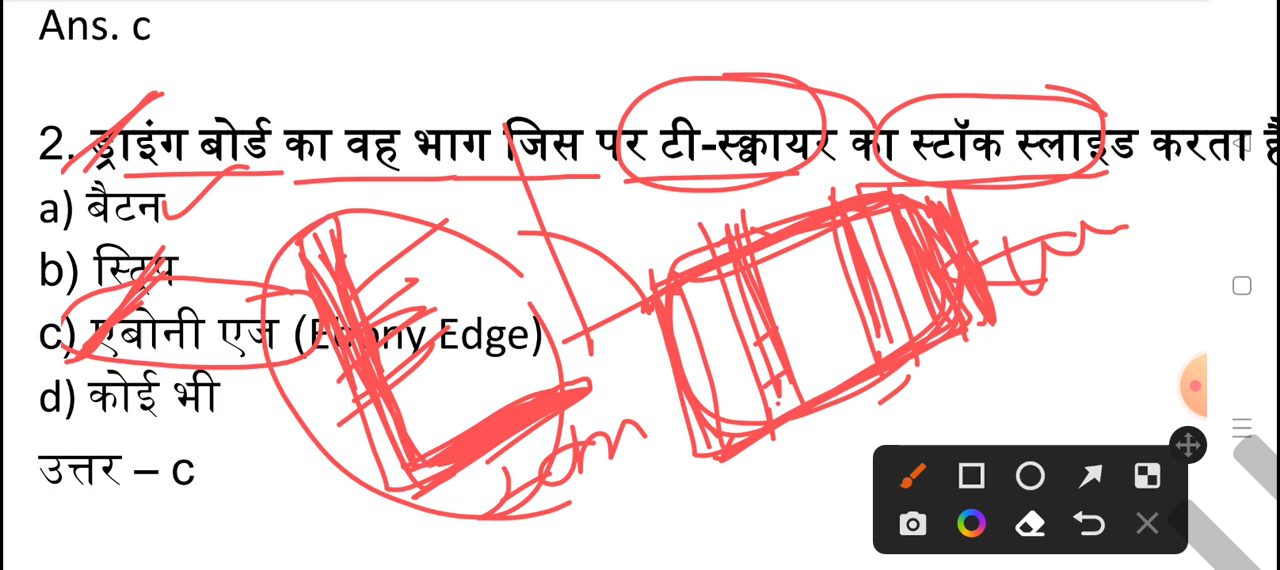 Ans. c
2. ड्राइंग बोर्ड का वह भाग जिस पर टी-स्क्वायर का स्टॉक स्लाइड करता है
a) बैटन
b) स्ट्रिप
c) एबोनी एज (Ebony Edge)
d) कोई भी
उत्तर – c